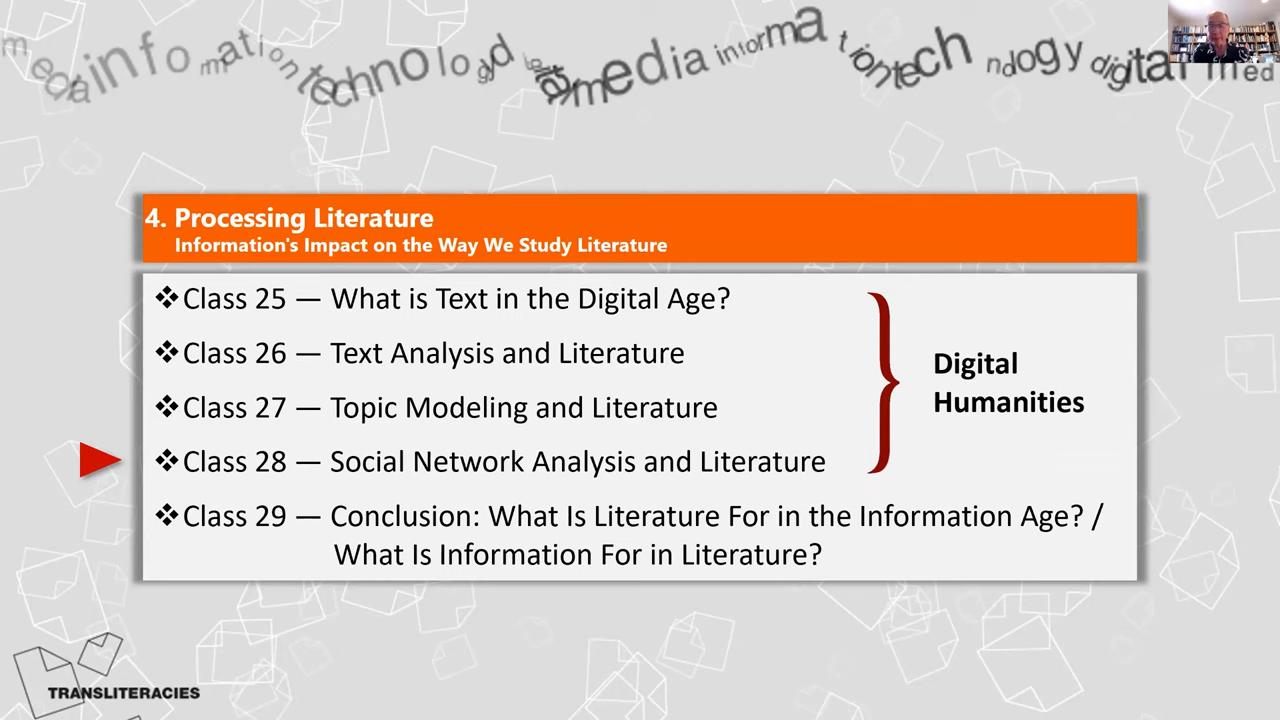 4. Processing Literature
Information's Impact on the Way We Study Literature
❖Class 25 — What is Text in the Digital Age?
❖Class 26 — Text Analysis and Literature
❖Class 27 — Topic Modeling and Literature
❖Class 28 — Social Network Analysis and Literature
❖Class 29 — Conclusion: What Is Literature For in the Information Age? /
What Is Information For in Literature?
Digital
Humanities
TRANSLITERACIES